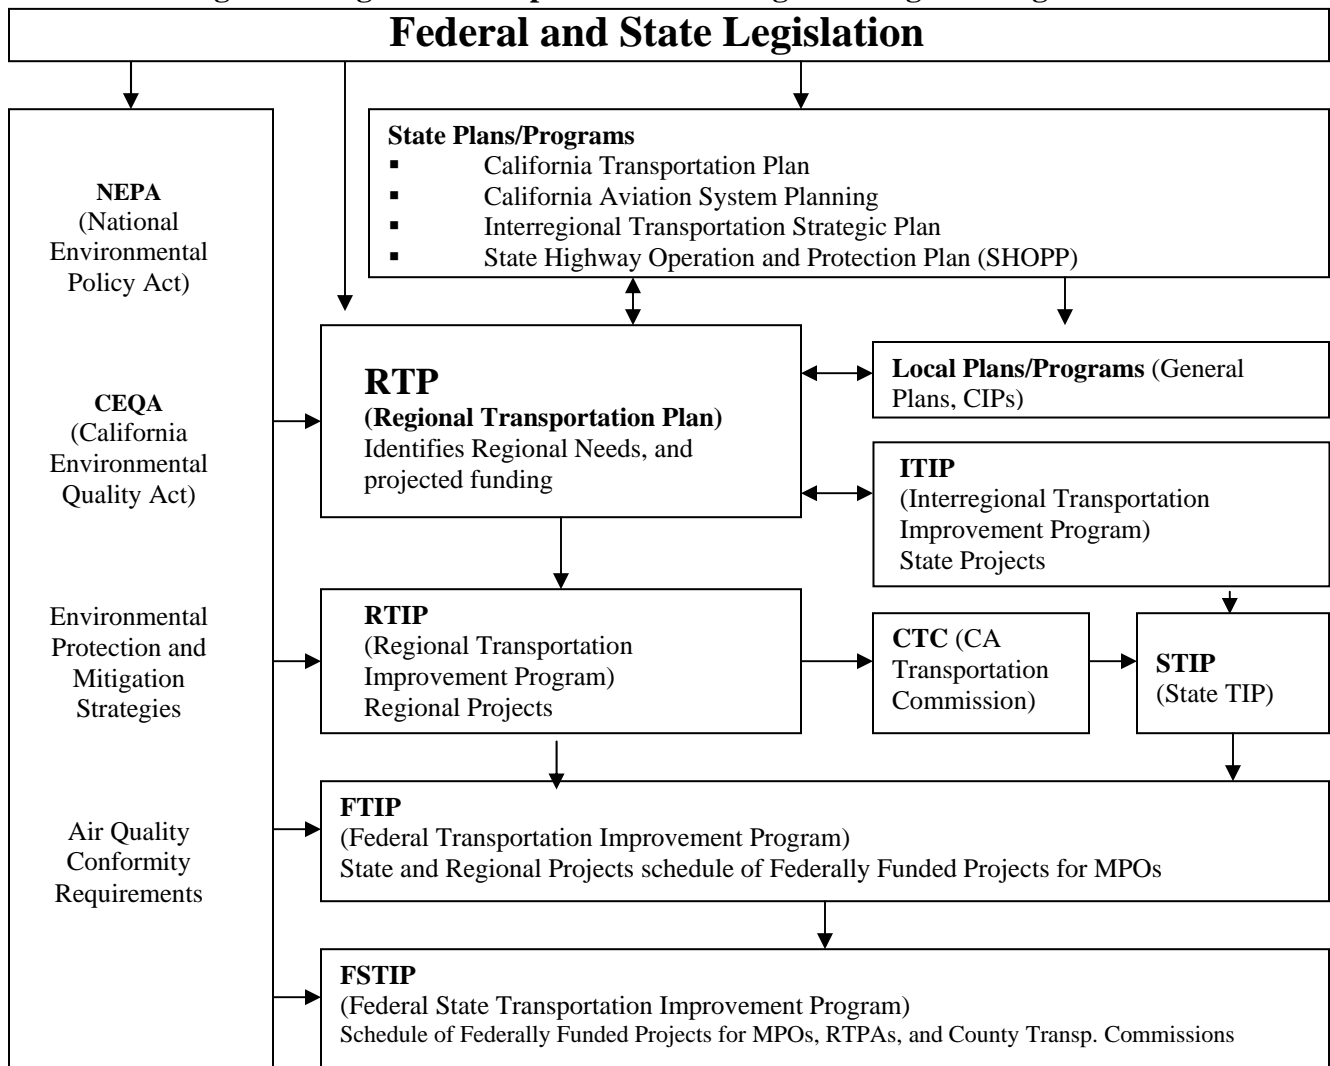 Federal and State Legislation
NEPA
(National
Environmental
Policy Act)
CEQA
(California
Environmental
Quality Act)
Environmental
Protection and
Mitigation
Strategies
Air Quality
Conformity
Requirements
State Plans/Programs
▪ California Transportation Plan
▪ California Aviation System Planning
▪ Interregional Transportation Strategic Plan
▪ State Highway Operation and Protection Plan (SHOPP)
RTP
(Regional Transportation Plan)
Identifies Regional Needs, and
projected funding
Local Plans/Programs (General
Plans, CIPs)
ITIP
(Interregional Transportation
Improvement Program)
State Projects
RTIP
(Regional Transportation
Improvement Program)
Regional Projects
CTC (CA
Transportation
Commission)
STIP
(State TIP)
FTIP
(Federal Transportation Improvement Program)
State and Regional Projects schedule of Federally Funded Projects for MPOs
FSTIP
(Federal State Transportation Improvement Program)
Schedule of Federally Funded Projects for MPOs, RTPAs, and County Transp. Commissions